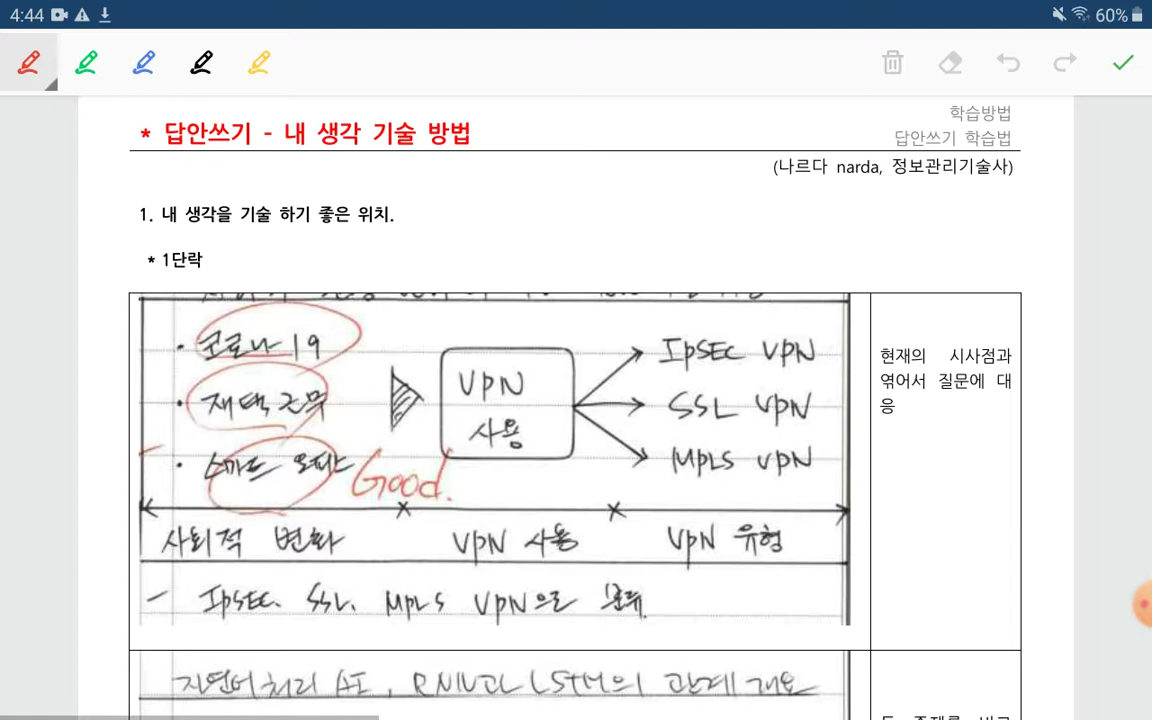 4:44
60%
학습방법
* 답안쓰기 - 내 생각 기술 방법
답안쓰기 학습법
(나르다 narda, 정보관리기술사)
1. 내 생각을 기술 하기 좋은 위치.
* 1단락
· 코로나19
· 재택근무
· 스마트 오피스
Good.
VPN
사용
IPSEC VPN
SSL VPN
MPLS VPN
사회적 변화
VPN 사용
VPN 유형
- IPSEC. SSL. MPLS VPN으로 분류.
현재의 시사점과
엮어서 질문에 대
응
자연어처리 AI, RNN과 LSTM의 관계 개요